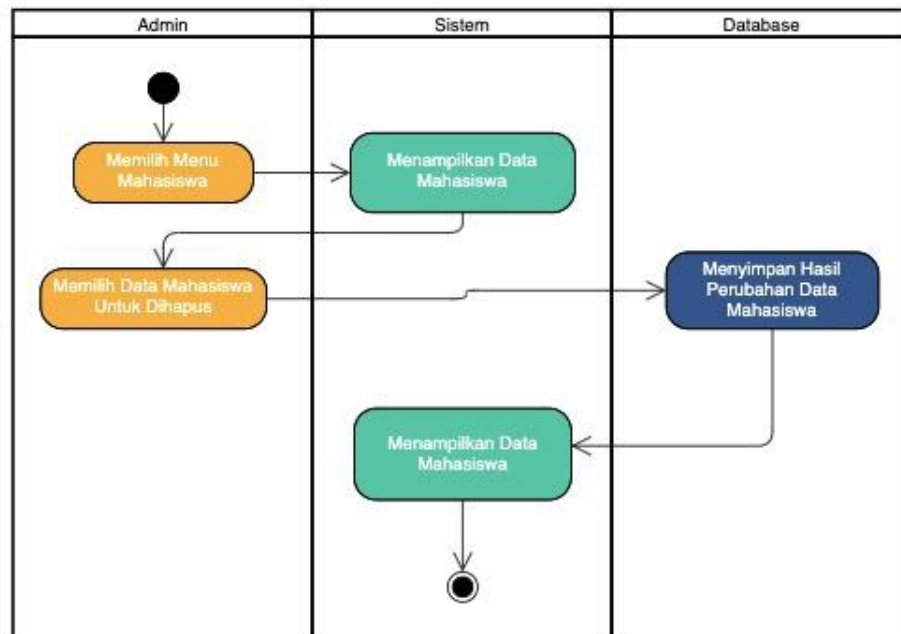 Admin
Sistem
Database
Memilih Menu
Mahasiswa
Menampilkan Data
Mahasiswa
Memilih Data Mahasiswa
Untuk Dihapus
Menyimpan Hasil
Perubahan Data
Mahasiswa
Menampilkan Data
Mahasiswa